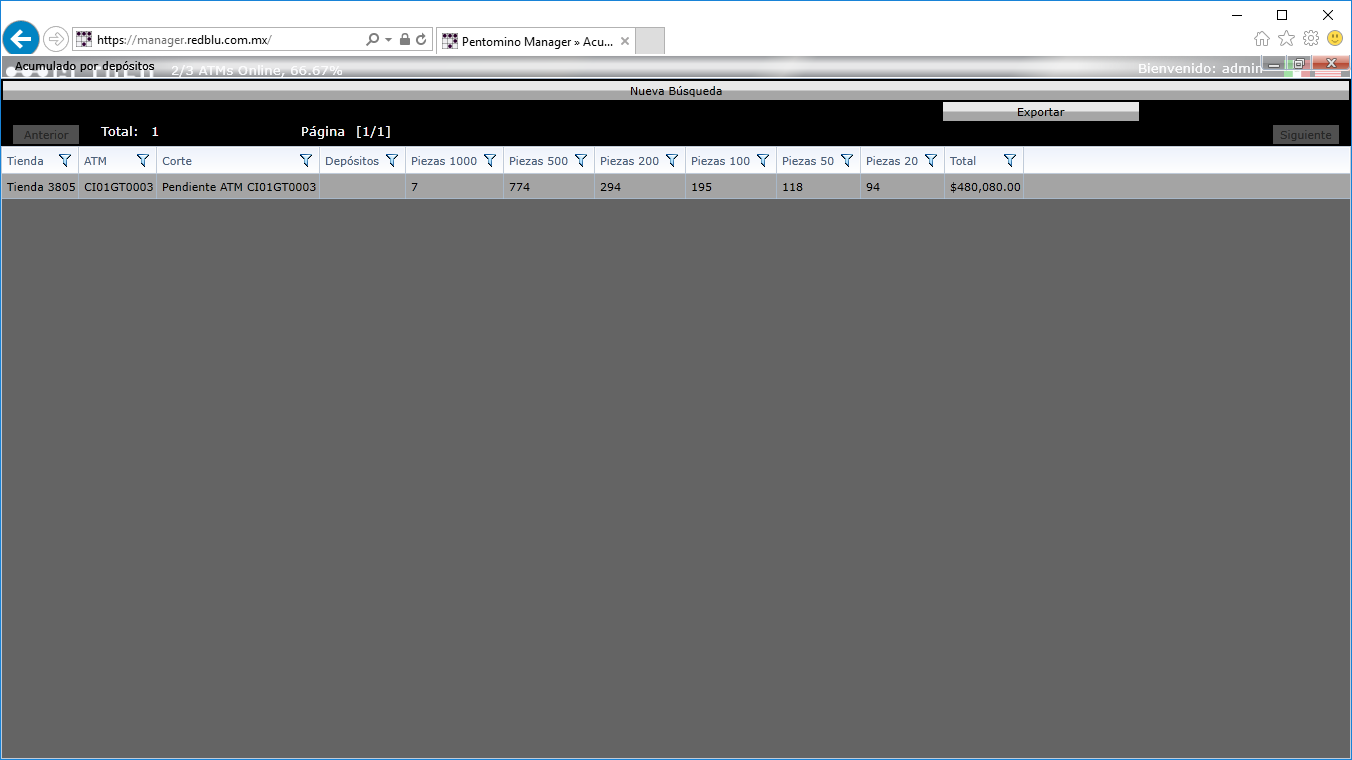 https://manager.redblu.com.mx/
Pentomino Manager » Acu...
Acumulado por depósitos
2/3 ATMs Online, 66.67%
Bienvenido: admin
Nueva Búsqueda
Exportar
Anterior Total: 1 Página [1/1] Siguiente
Tienda ATM Corte Depósitos Piezas 1000 Piezas 500 Piezas 200 Piezas 100 Piezas 50 Piezas 20 Total
Tienda 3805 CI01GT0003 Pendiente ATM CI01GT0003 7 774 294 195 118 94 $480,080.00